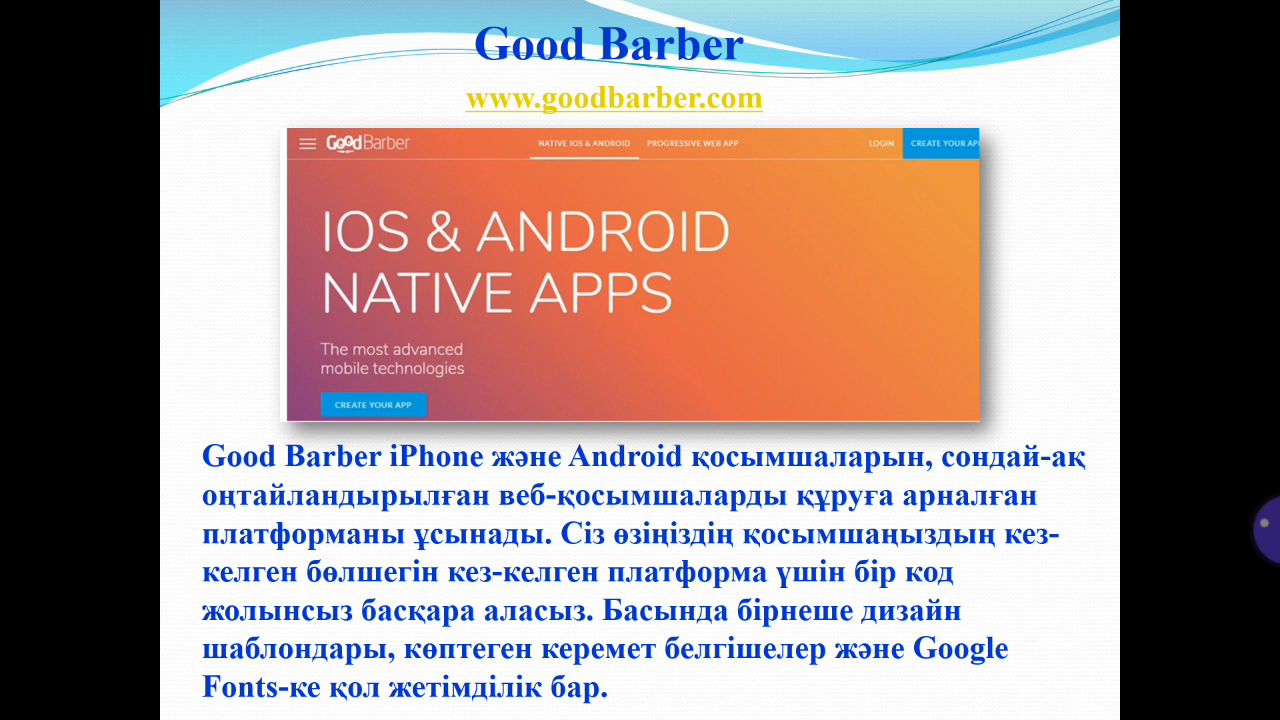 Good Barber
www.goodbarber.com
GoodBarber
NATIVE IOS & ANDROID
PROGRESSIVE WEB APP
LOGIN
CREATE YOUR AP
IOS & ANDROID
NATIVE APPS
The most advanced
mobile technologies
CREATE YOUR APP
Good Barber iPhone және Android қосымшаларын, сондай-ақ
оңтайландырылған веб-қосымшаларды құруға арналған
платформаны ұсынады. Сіз өзіңіздің қосымшаңыздың кез-
келген бөлшегін кез-келген платформа үшін бір код
жолынсыз басқара аласыз. Басында бірнеше дизайн
шаблондары, көптеген керемет белгішелер және Google
Fonts-ке қол жетімділік бар.